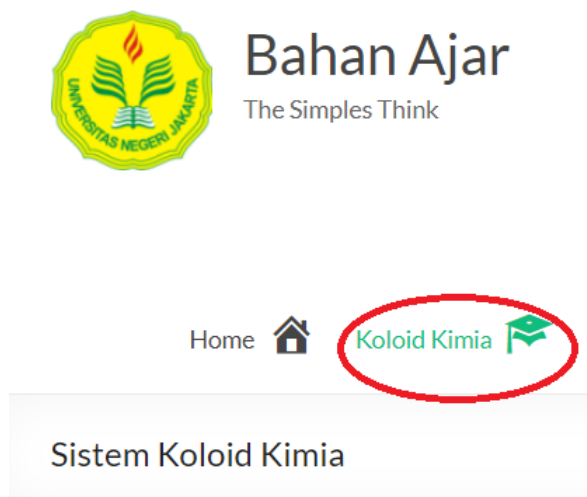 UNIVERSITAS NEGERI JAKARTA
Bahan Ajar
The Simples Think
Home
Koloid Kimia
Sistem Koloid Kimia